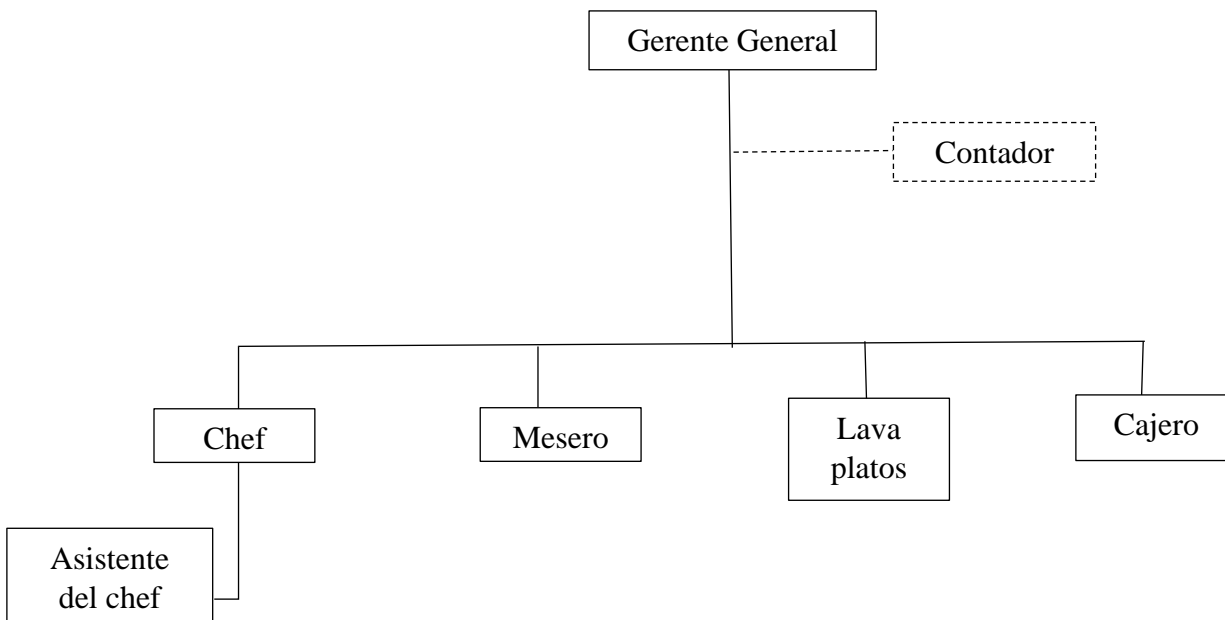 Gerente General
Contador
Chef
Mesero
Lava
platos
Cajero
Asistente
del chef